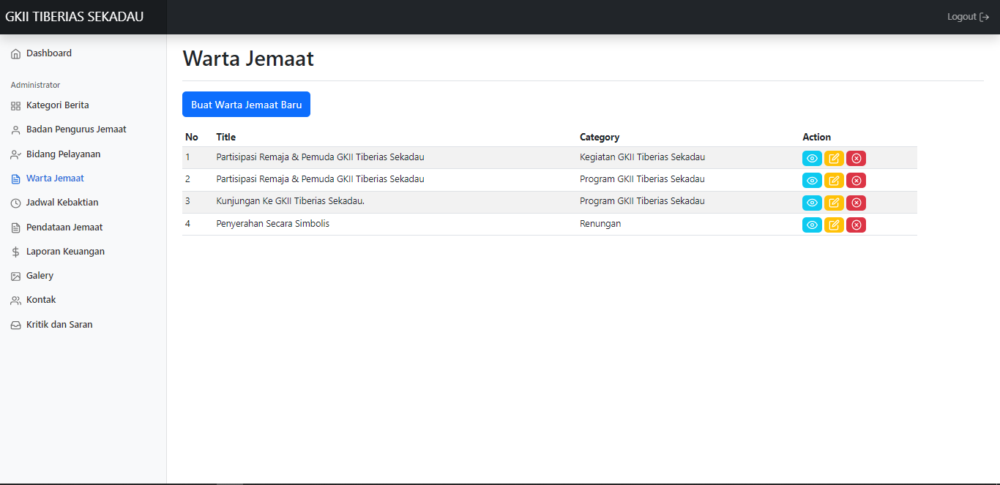 GKII TIBERIAS SEKADAU
Logout
Dashboard
Administrator
Kategori Berita
Badan Pengurus Jemaat
Bidang Pelayanan
Warta Jemaat
Jadwal Kebaktian
Pendataan Jemaat
Laporan Keuangan
Galery
Kontak
Kritik dan Saran
Warta Jemaat
Buat Warta Jemaat Baru
No Title Category Action
1 Partisipasi Remaja & Pemuda GKII Tiberias Sekadau Kegiatan GKII Tiberias Sekadau
2 Partisipasi Remaja & Pemuda GKII Tiberias Sekadau Program GKII Tiberias Sekadau
3 Kunjungan Ke GKII Tiberias Sekadau. Program GKII Tiberias Sekadau
4 Penyerahan Secara Simbolis Renungan